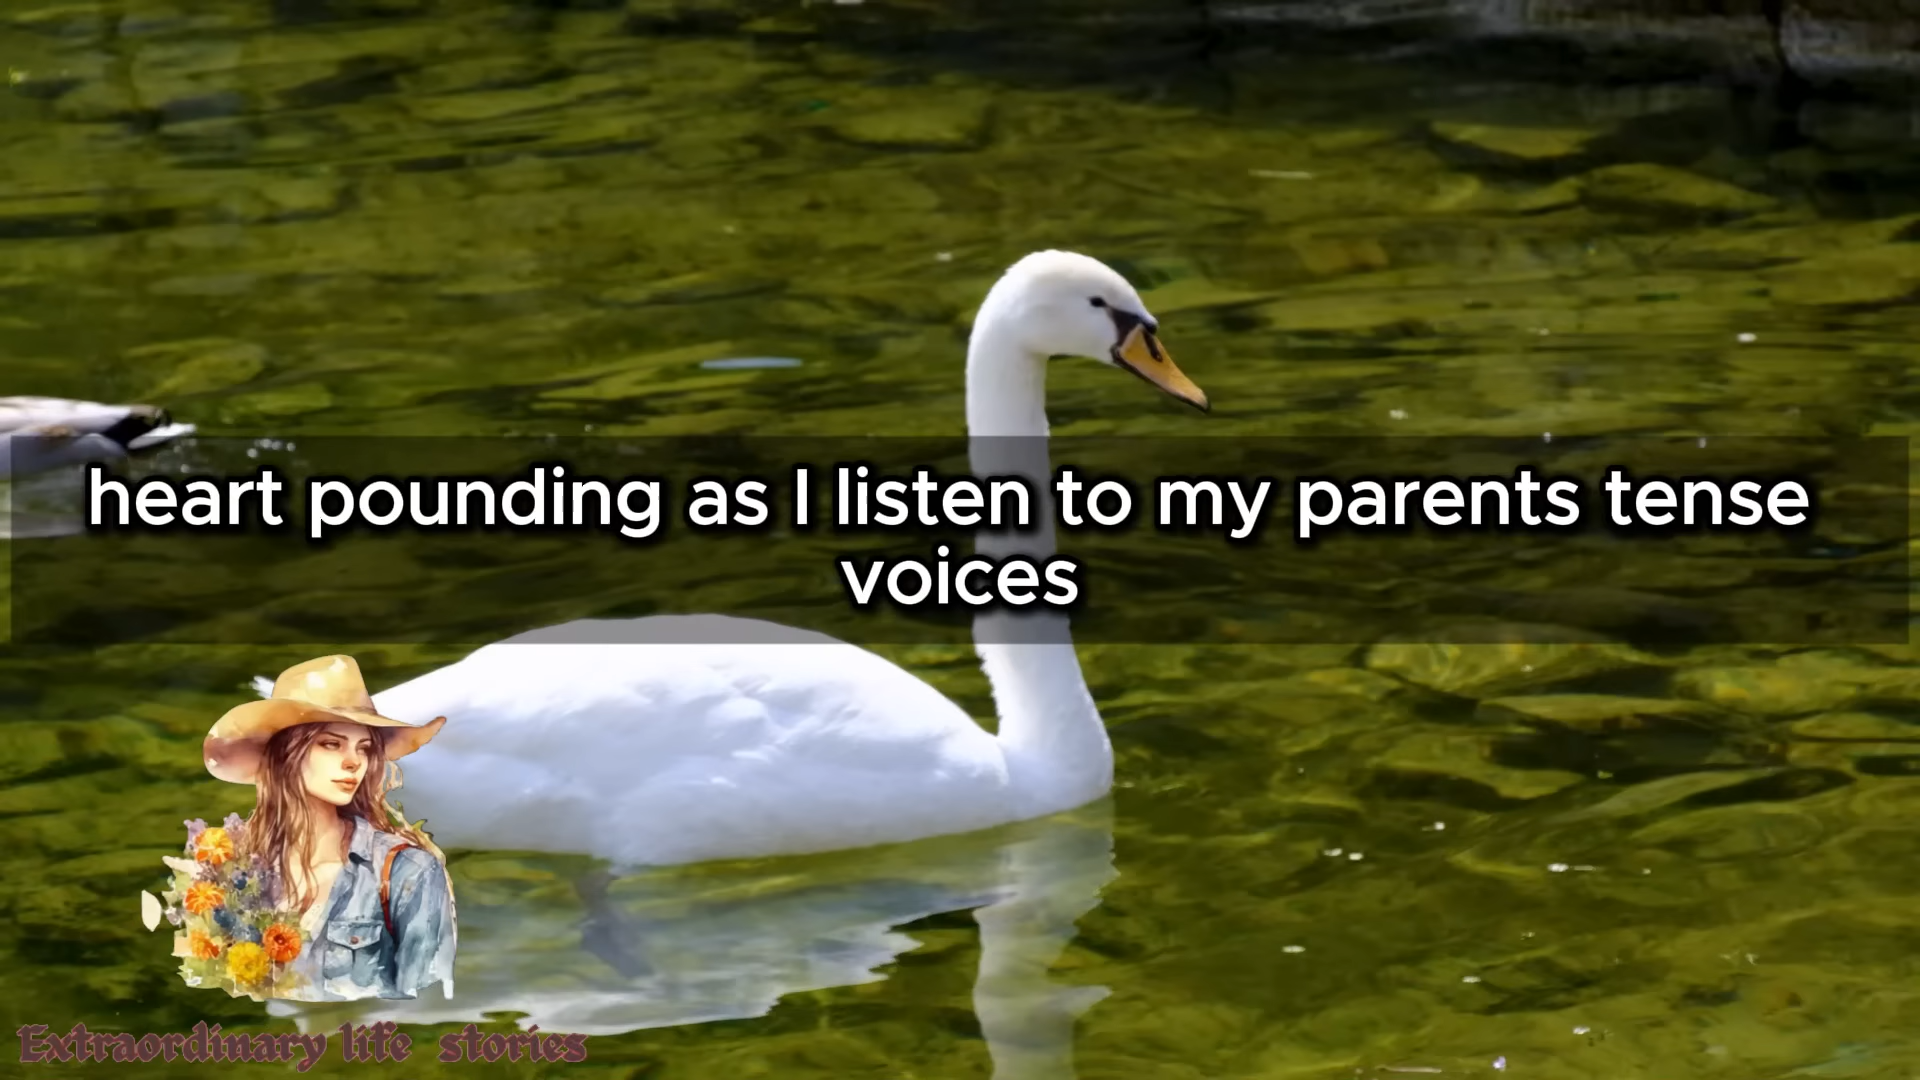 heart pounding as I listen to my parents tense
voices
Extraordinary life stories